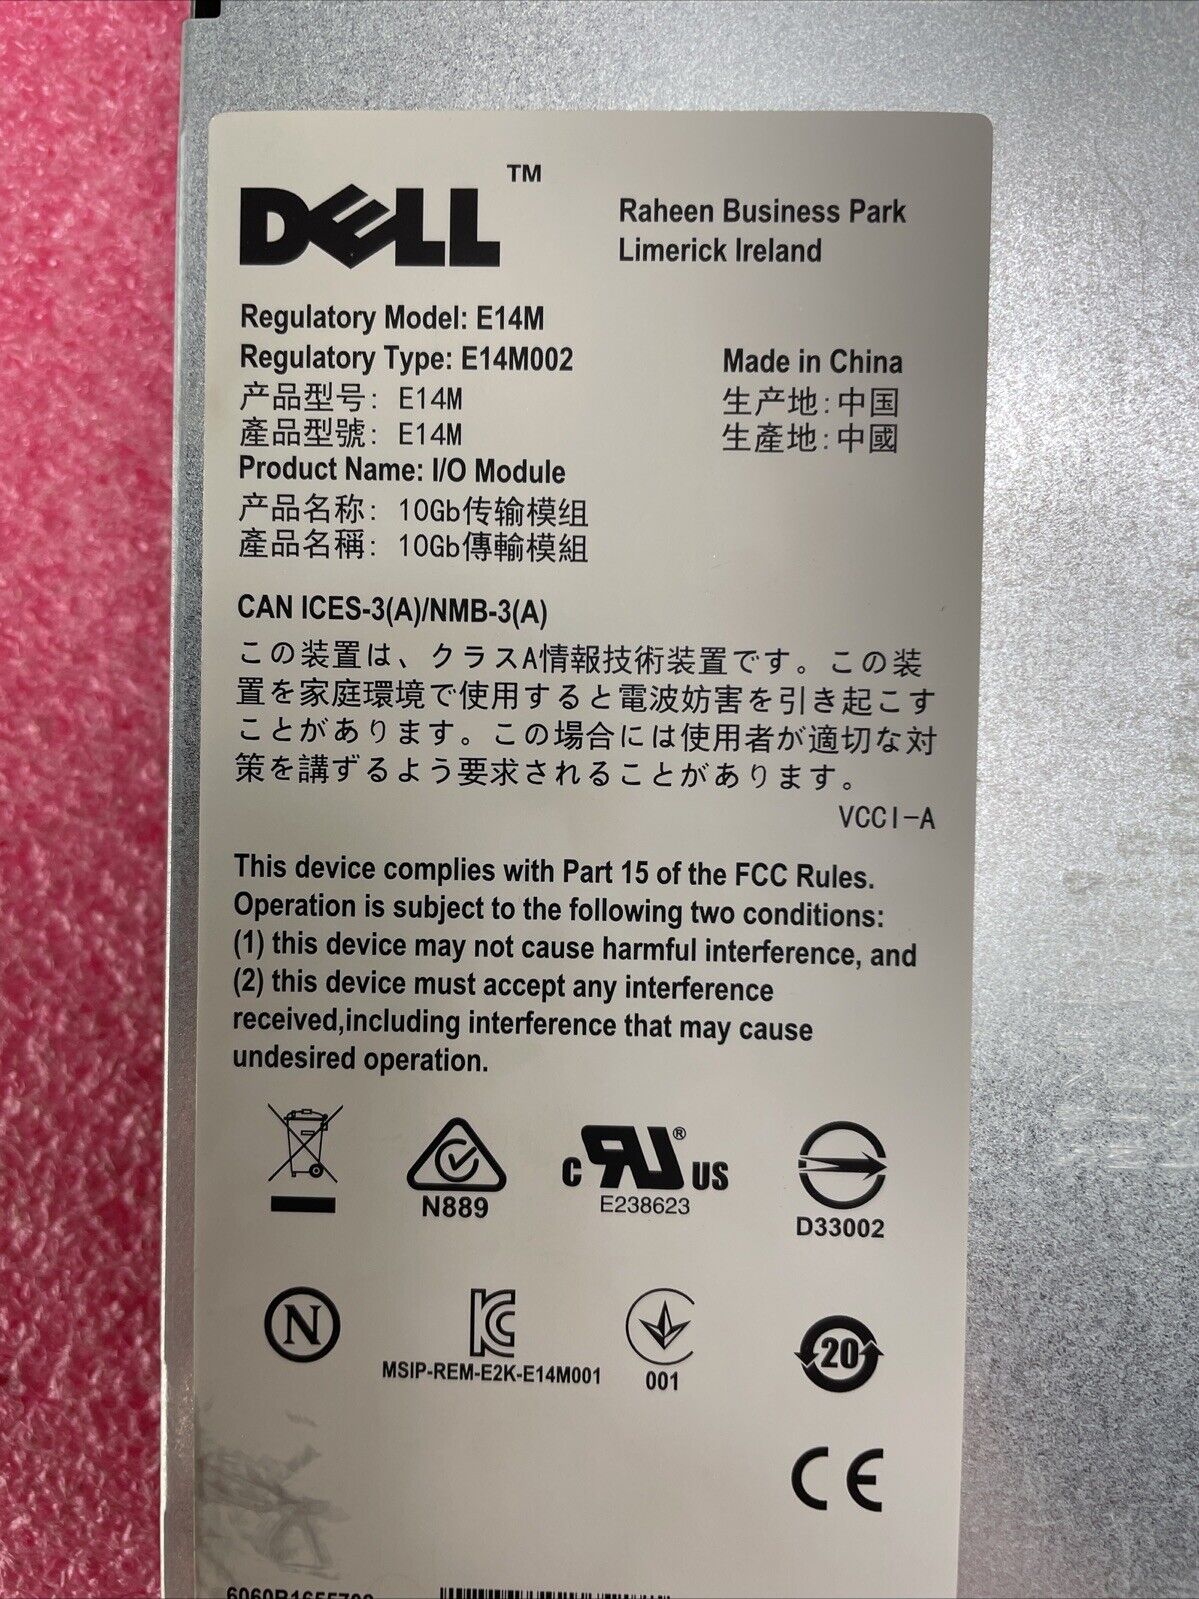 DELL™
Raheen Business Park
Limerick Ireland
Regulatory Model: E14M
Regulatory Type: E14M002
Made in China
产品型号: E14M
生产地:中国
產品型號: E14M
生產地:中國
Product Name: I/O Module
产品名称: 10Gb传输模组
產品名稱: 10Gb傳輸模組
CAN ICES-3(A)/NMB-3(A)
この装置は、クラスA情報技術装置です。この装
置を家庭環境で使用すると電波妨害を引き起こす
ことがあります。この場合には使用者が適切な対
策を講ずるよう要求されることがあります。
VCCI-A
This device complies with Part 15 of the FCC Rules.
Operation is subject to the following two conditions:
(1) this device may not cause harmful interference, and
(2) this device must accept any interference
received,including interference that may cause
undesired operation.
N889
c RU® US
E238623
D33002
N
KC
MSIP-REM-E2K-E14M001
001
20
CE